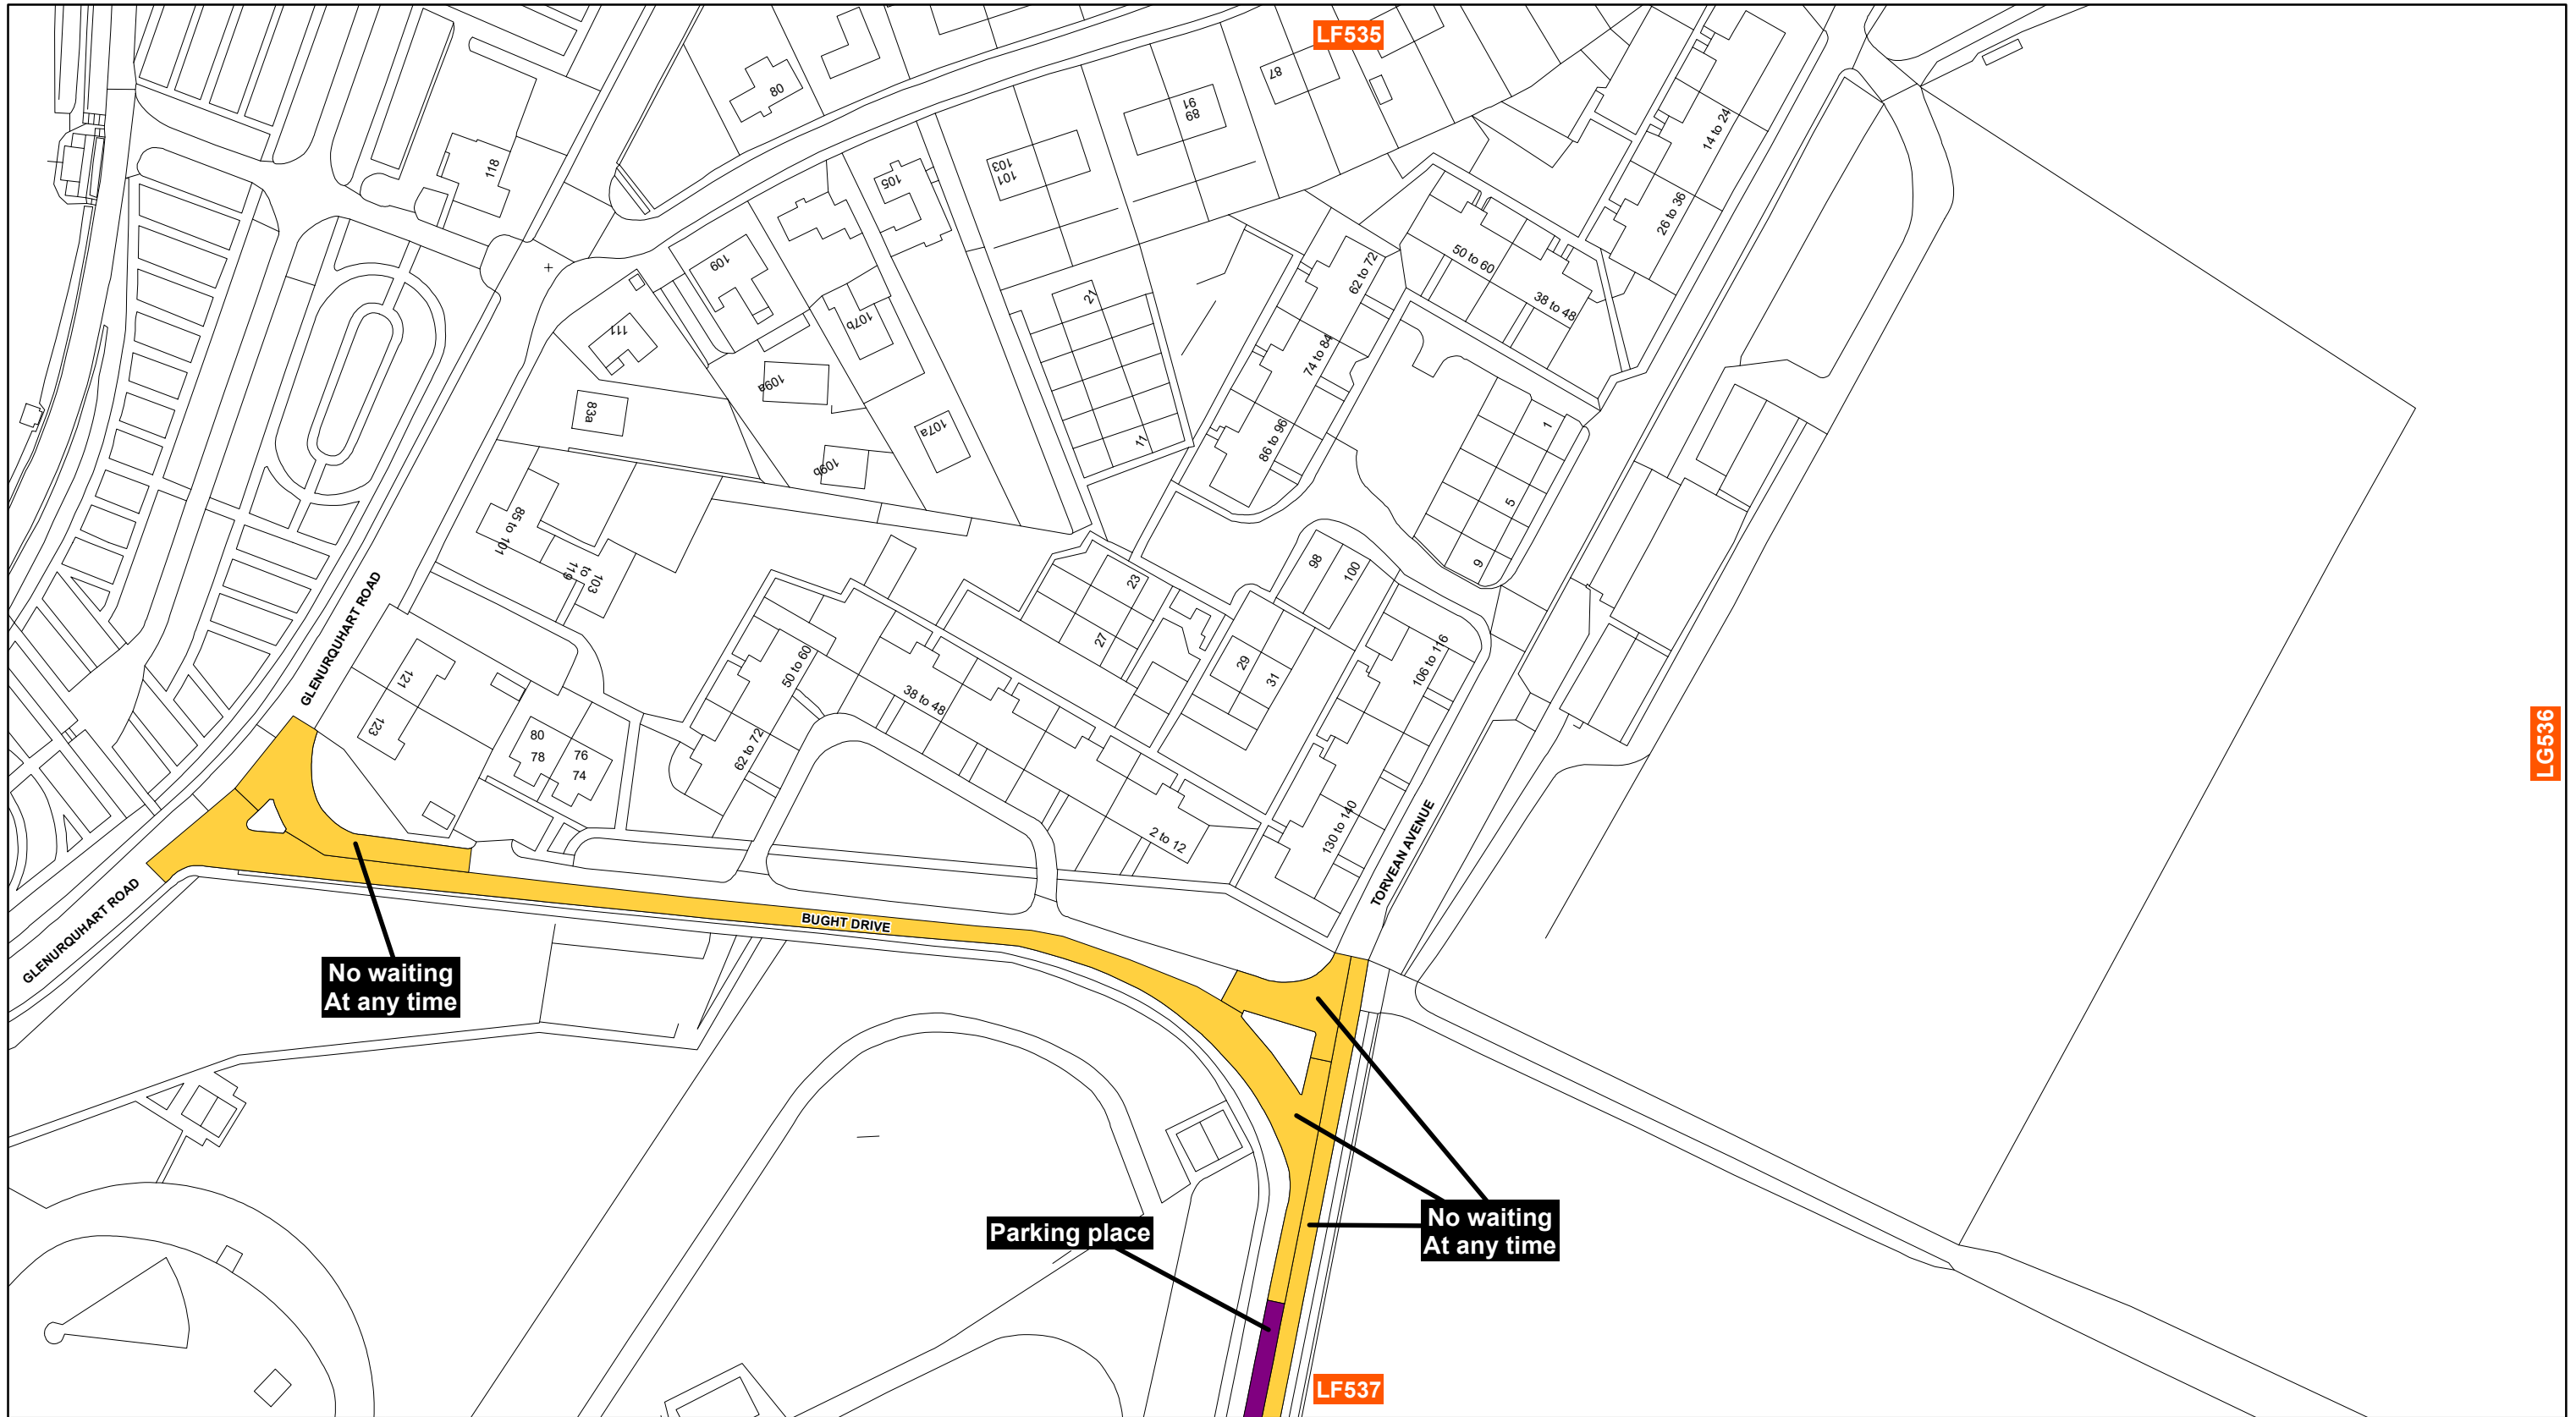 LF535
80
87
91
89
14 to 24
118
103
101
105
26 to 36
50 to 60
62 to 72
38 to 48
109
107b
21
111
74 to 84
109a
83a
107a
11
86 to 96
1
5
9
109b
85 to 101
103 to 119
98
100
23
27
29
31
106 to 116
GLENURQUHART ROAD
121
123
50 to 60
38 to 48
62 to 72
80
78
76
74
2 to 12
130 to 140
TORVEAN AVENUE
LG536
GLENURQUHART ROAD
BUGHT DRIVE
No waiting
At any time
Parking place
No waiting
At any time
LF537